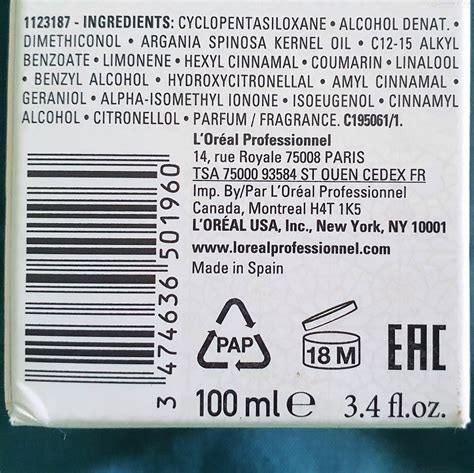 1123187 - INGREDIENTS: CYCLOPENTASILOXANE • ALCOHOL DENAT. •
DIMETHICONOL • ARGANIA SPINOSA KERNEL OIL • C12-15 ALKYL
BENZOATE • LIMONENE • HEXYL CINNAMAL • COUMARIN • LINALOOL
• BENZYL ALCOHOL • HYDROXYCITRONELLAL • AMYL CINNAMAL •
GERANIOL • ALPHA-ISOMETHYL IONONE • ISOEUGENOL • CINNAMYL
ALCOHOL • CITRONELLOL • PARFUM / FRAGRANCE. C195061/1.
L'Oréal Professionnel
14, rue Royale 75008 PARIS
TSA 75000 93584 ST OUEN CEDEX FR
Imp. By/Par L'Oréal Professionnel
Canada, Montreal H4T 1K5
L'ORÉAL USA, Inc., New York, NY 10001
www.lorealprofessionnel.com
Made in Spain
3 474636 501960
PAP
18 M
EAC
100 ml e 3.4 fl.oz.